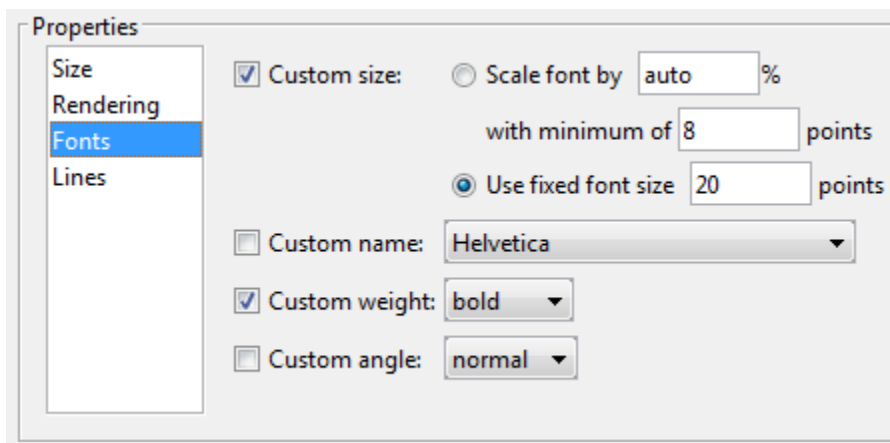 Properties
Size
Rendering
Fonts
Lines
Custom size:
Scale font by auto %
with minimum of 8 points
Use fixed font size 20 points
Custom name: Helvetica
Custom weight: bold
Custom angle: normal